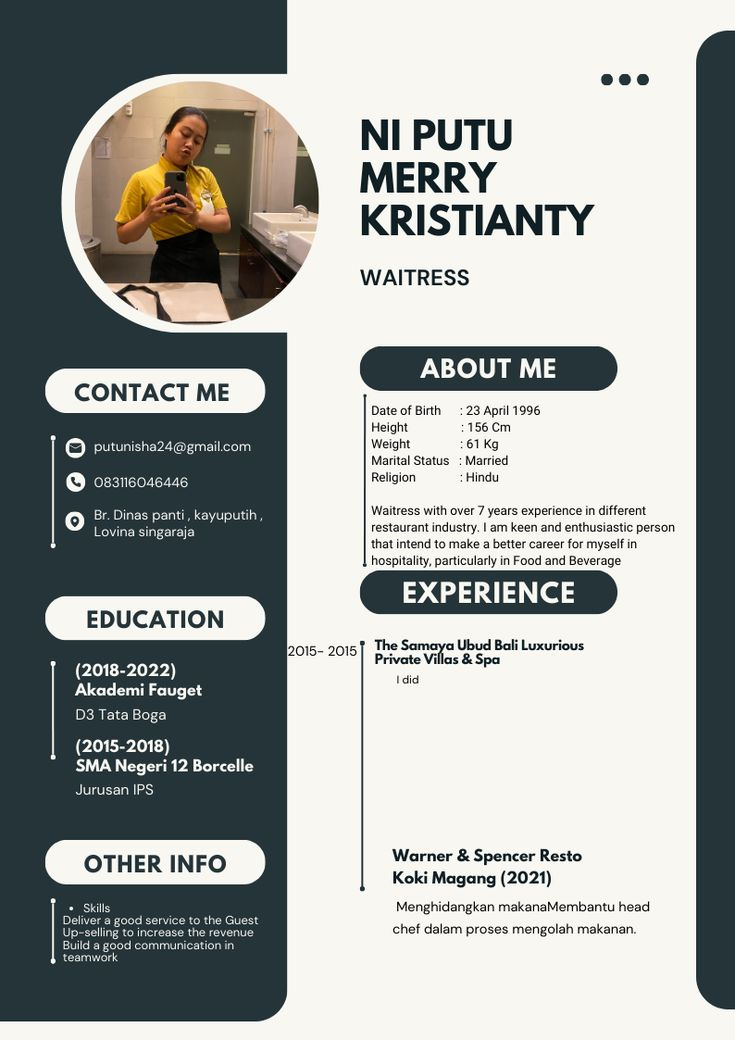 NI PUTU
MERRY
KRISTIANTY
WAITRESS
CONTACT ME
putunisha24@gmail.com
083116046446
Br. Dinas panti , kayuputih ,
Lovina singaraja
EDUCATION
(2018-2022)
Akademi Fauget
D3 Tata Boga
(2015-2018)
SMA Negeri 12 Borcelle
Jurusan IPS
OTHER INFO
• Skills
Deliver a good service to the Guest
Up-selling to increase the revenue
Build a good communication in
teamwork
ABOUT ME
Date of Birth : 23 April 1996
Height : 156 Cm
Weight : 61 Kg
Marital Status : Married
Religion : Hindu
Waitress with over 7 years experience in different
restaurant industry. I am keen and enthusiastic person
that intend to make a better career for myself in
hospitality, particularly in Food and Beverage
EXPERIENCE
2015- 2015
The Samaya Ubud Bali Luxurious
Private Villas & Spa
I did
Warner & Spencer Resto
Koki Magang (2021)
Menghidangkan makanaMembantu head
chef dalam proses mengolah makanan.